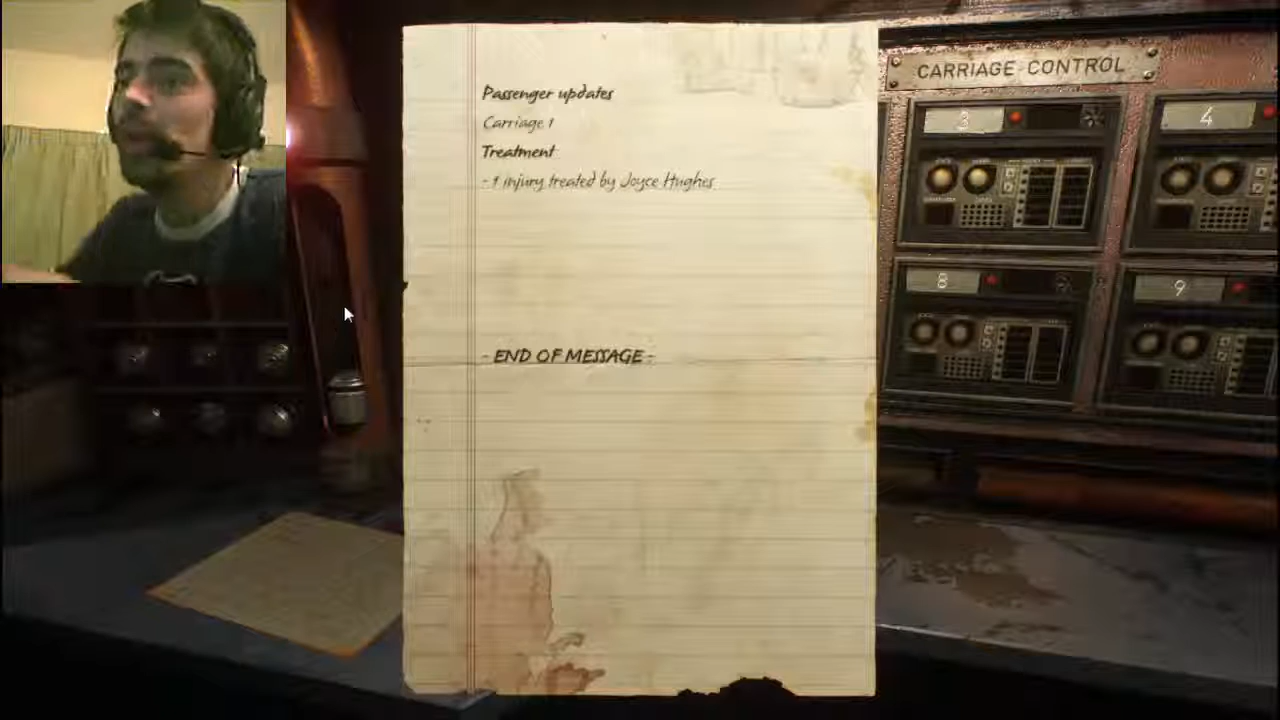 Passenger updates
Carriage 1
Treatment
- 1 injury treated by Joyce Hughes
- END OF MESSAGE -
CARRIAGE CONTROL
3
4
8
9